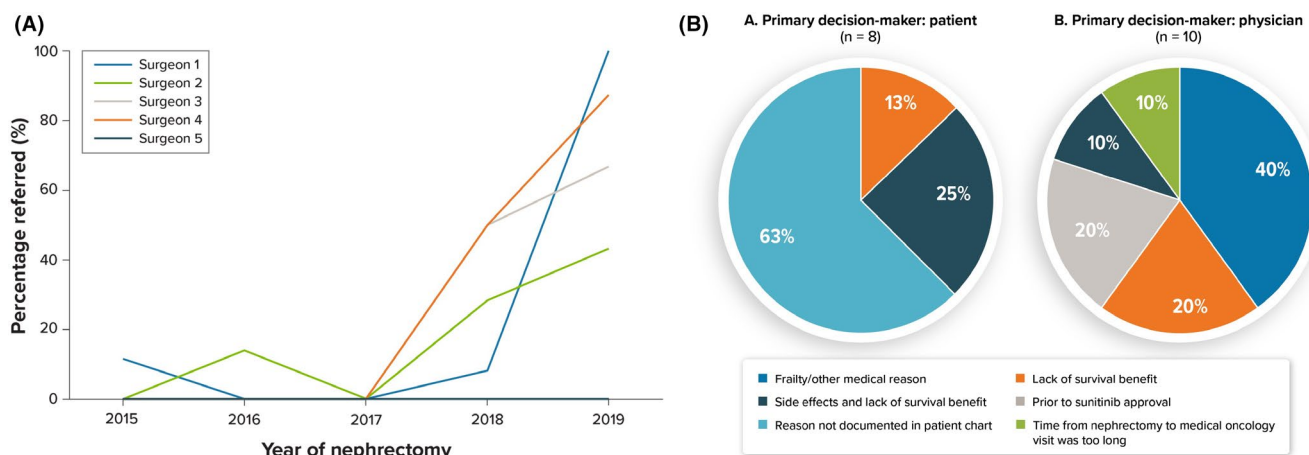 (A)
Percentage referred (%)
100
80
60
40
20
0
Surgeon 1
Surgeon 2
Surgeon 3
Surgeon 4
Surgeon 5
2015 2016 2017 2018 2019
Year of nephrectomy
(B)
A. Primary decision-maker: patient
(n = 8)
13%
25%
63%
B. Primary decision-maker: physician
(n = 10)
10%
10%
40%
20%
20%
Frailty/other medical reason
Side effects and lack of survival benefit
Reason not documented in patient chart
Lack of survival benefit
Prior to sunitinib approval
Time from nephrectomy to medical oncology
visit was too long